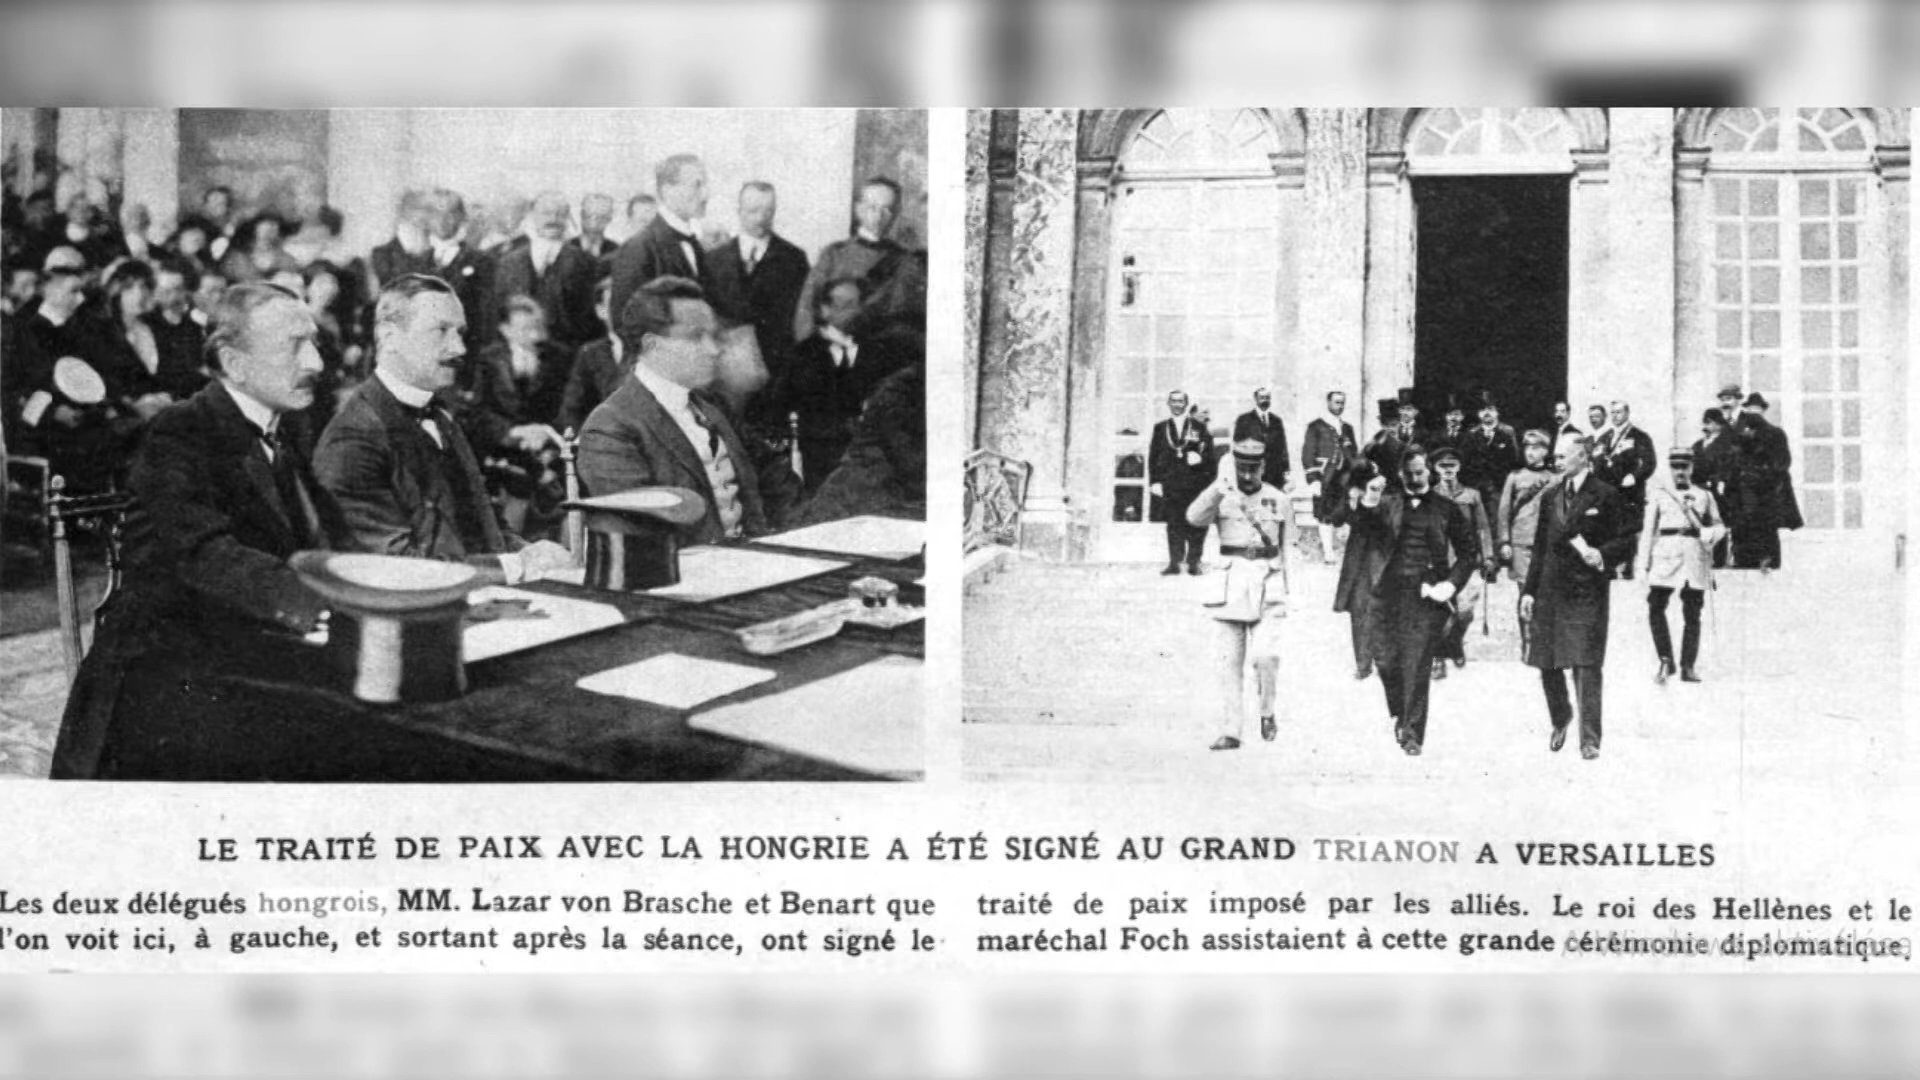 LE TRAITÉ DE PAIX AVEC LA HONGRIE A ÉTÉ SIGNÉ AU GRAND TRIANON A VERSAILLES
Les deux délégués hongrois, MM. Lazar von Brasche et Benart que
l'on voit ici, à gauche, et sortant après la séance, ont signé le
traité de paix imposé par les alliés. Le roi des Hellènes et le
maréchal Foch assistaient à cette grande cérémonie diplomatique.